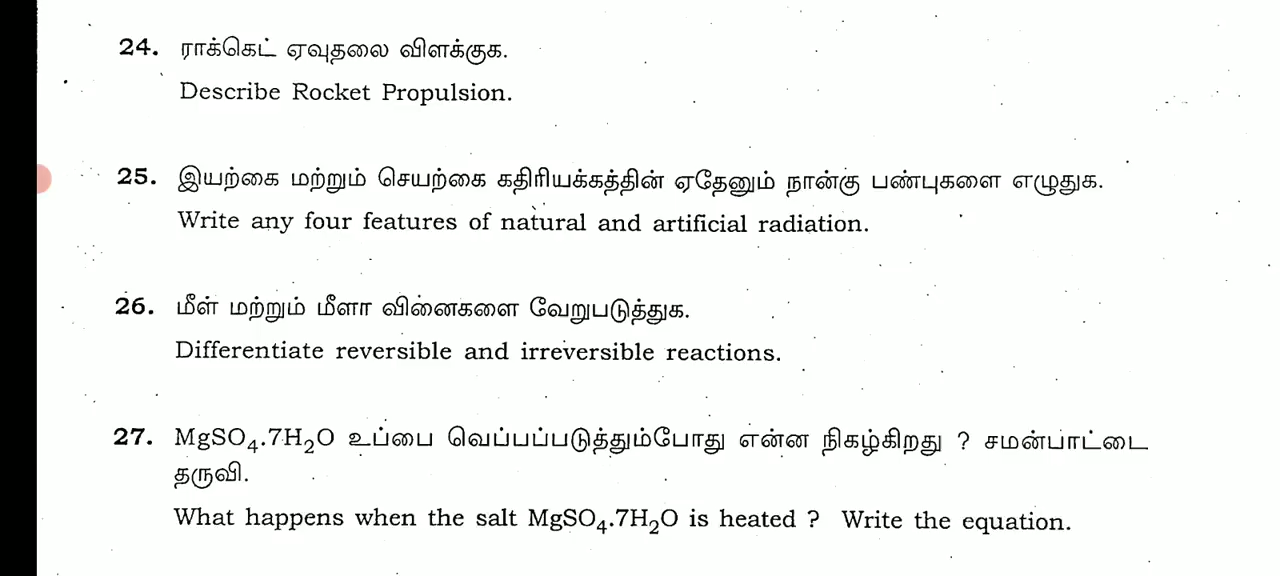 24. ராக்கெட் ஏவுதலை விளக்குக.
Describe Rocket Propulsion.
25. இயற்கை மற்றும் செயற்கை கதிரியக்கத்தின் ஏதேனும் நான்கு பண்புகளை எழுதுக.
Write any four features of natural and artificial radiation.
26. மீள் மற்றும் மீளா வினைகளை வேறுபடுத்துக.
Differentiate reversible and irreversible reactions.
27. MgSO₄.7H₂O உப்பை வெப்பப்படுத்தும்போது என்ன நிகழ்கிறது ? சமன்பாட்டை
தருவி.
What happens when the salt MgSO₄.7H₂O is heated ? Write the equation.